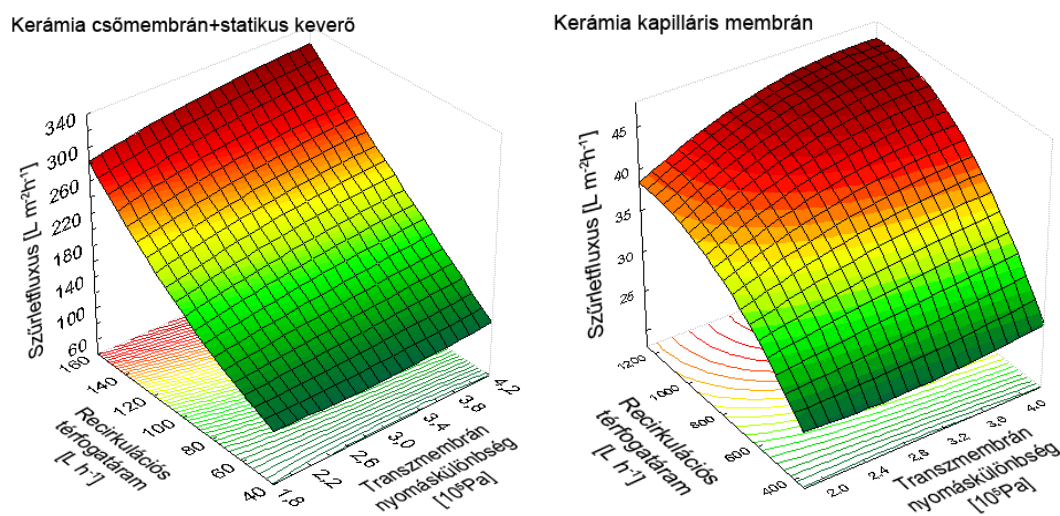 Kerámia csőmembrán+statikus keverő
Szűrletfluxus [L m⁻²h⁻¹]
340
300
260
220
180
140
100
60
160
140
120
100
80
60
40
Recirkulációs
térfogatáram
[L h⁻¹]
1,8
2,2
2,6
3,0
3,4
3,8
4,2
Transzmembrán
nyomáskülönbség
[10⁵Pa]
Kerámia kapilláris membrán
Szűrletfluxus [L m⁻²h⁻¹]
45
40
35
30
25
1200
1000
800
600
400
Recirkulációs
térfogatáram
[L h⁻¹]
2,0
2,4
2,8
3,2
3,6
4,0
Transzmembrán
nyomáskülönbség
[10⁵Pa]